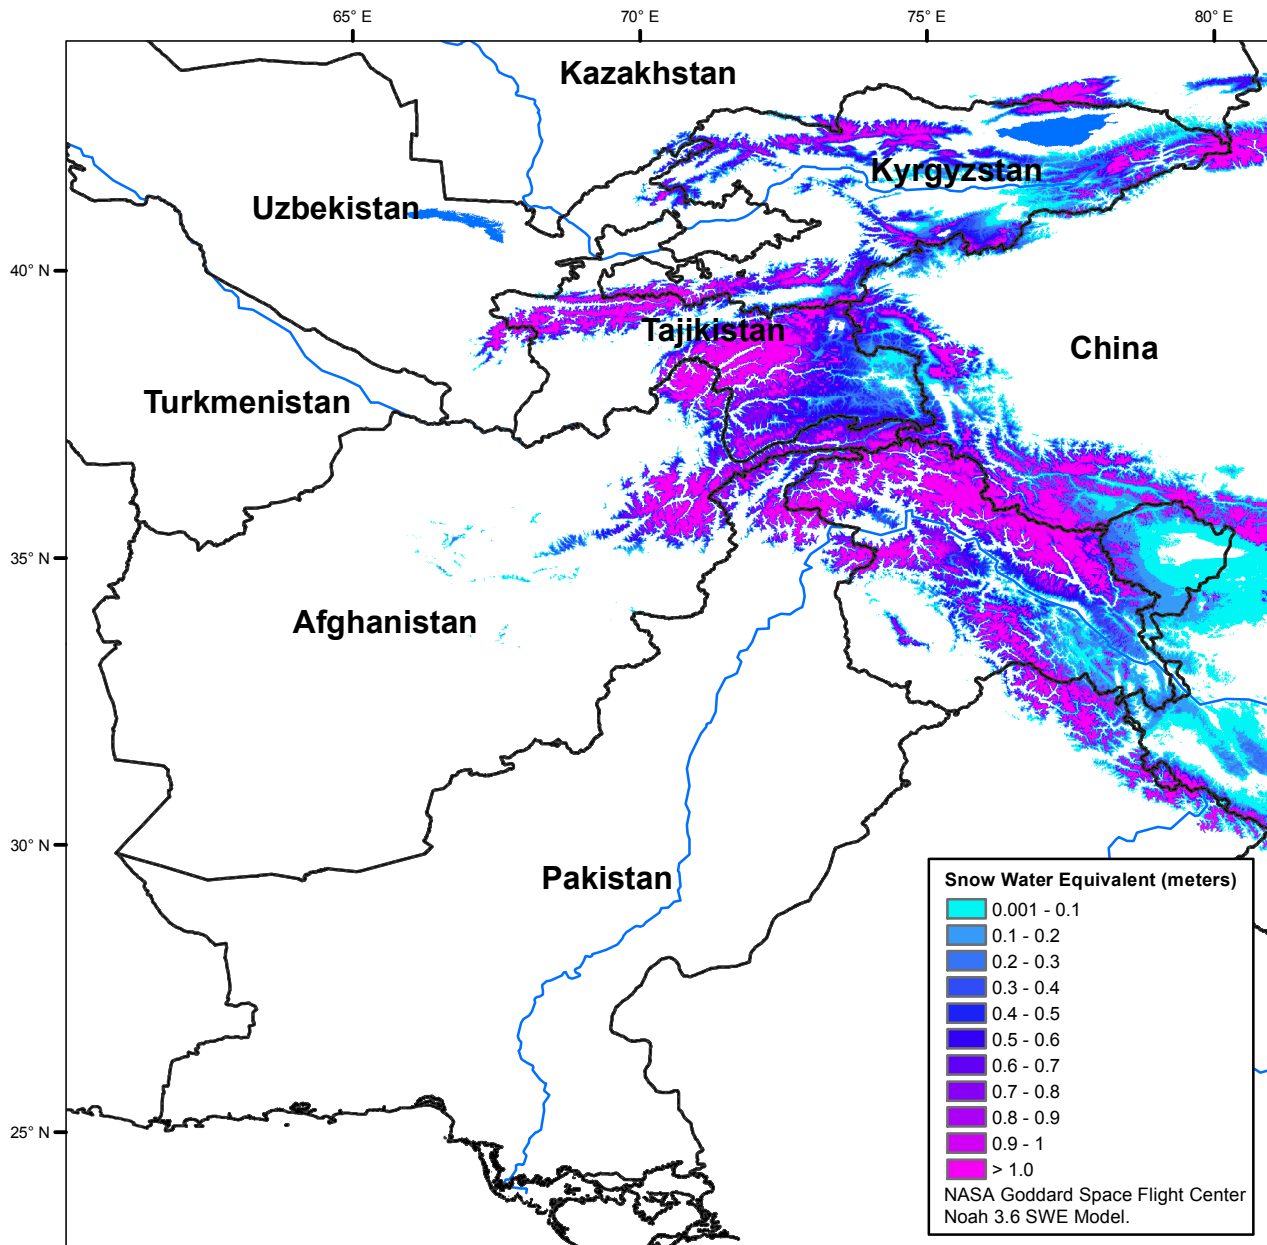 65° E
70° E
75° E
80° E
Kazakhstan
Kyrgyzstan
Uzbekistan
40° N
Tajikistan
China
Turkmenistan
35° N
Afghanistan
30° N
Pakistan
25° N
Snow Water Equivalent (meters)
0.001 - 0.1
0.1 - 0.2
0.2 - 0.3
0.3 - 0.4
0.4 - 0.5
0.5 - 0.6
0.6 - 0.7
0.7 - 0.8
0.8 - 0.9
0.9 - 1
> 1.0
NASA Goddard Space Flight Center
Noah 3.6 SWE Model.